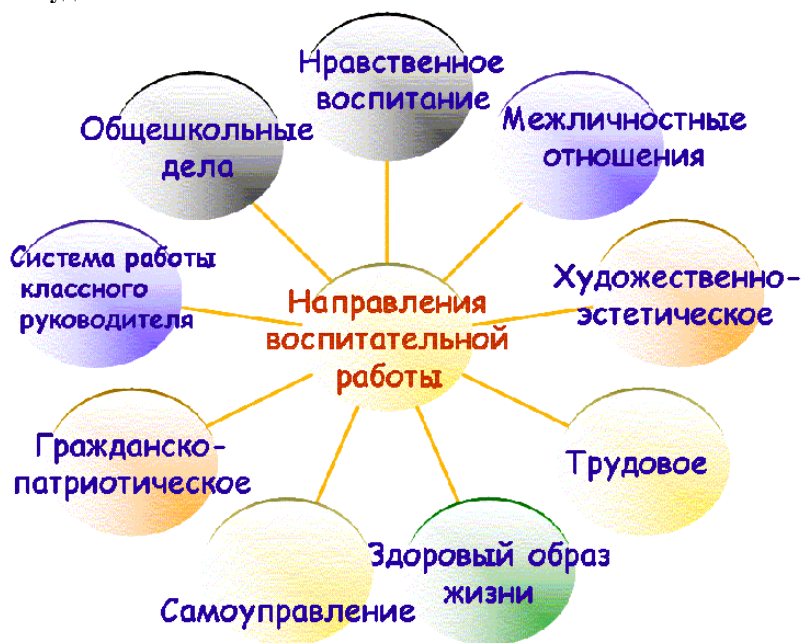 Нравственное
воспитание
Межличностные
отношения
Художественно-
эстетическое
Трудовое
Здоровый образ
жизни
Самоуправление
Гражданско-
патриотическое
Система работы
классного
руководителя
Общешкольные
дела
Направления
воспитательной
работы